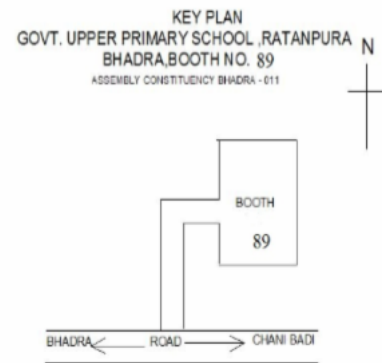 KEY PLAN
GOVT. UPPER PRIMARY SCHOOL ,RATANPURA
BHADRA,BOOTH NO. 89
ASSEMBLY CONSTITUENCY BHADRA - 011
N
BOOTH
89
BHADRA ROAD CHANI BADI